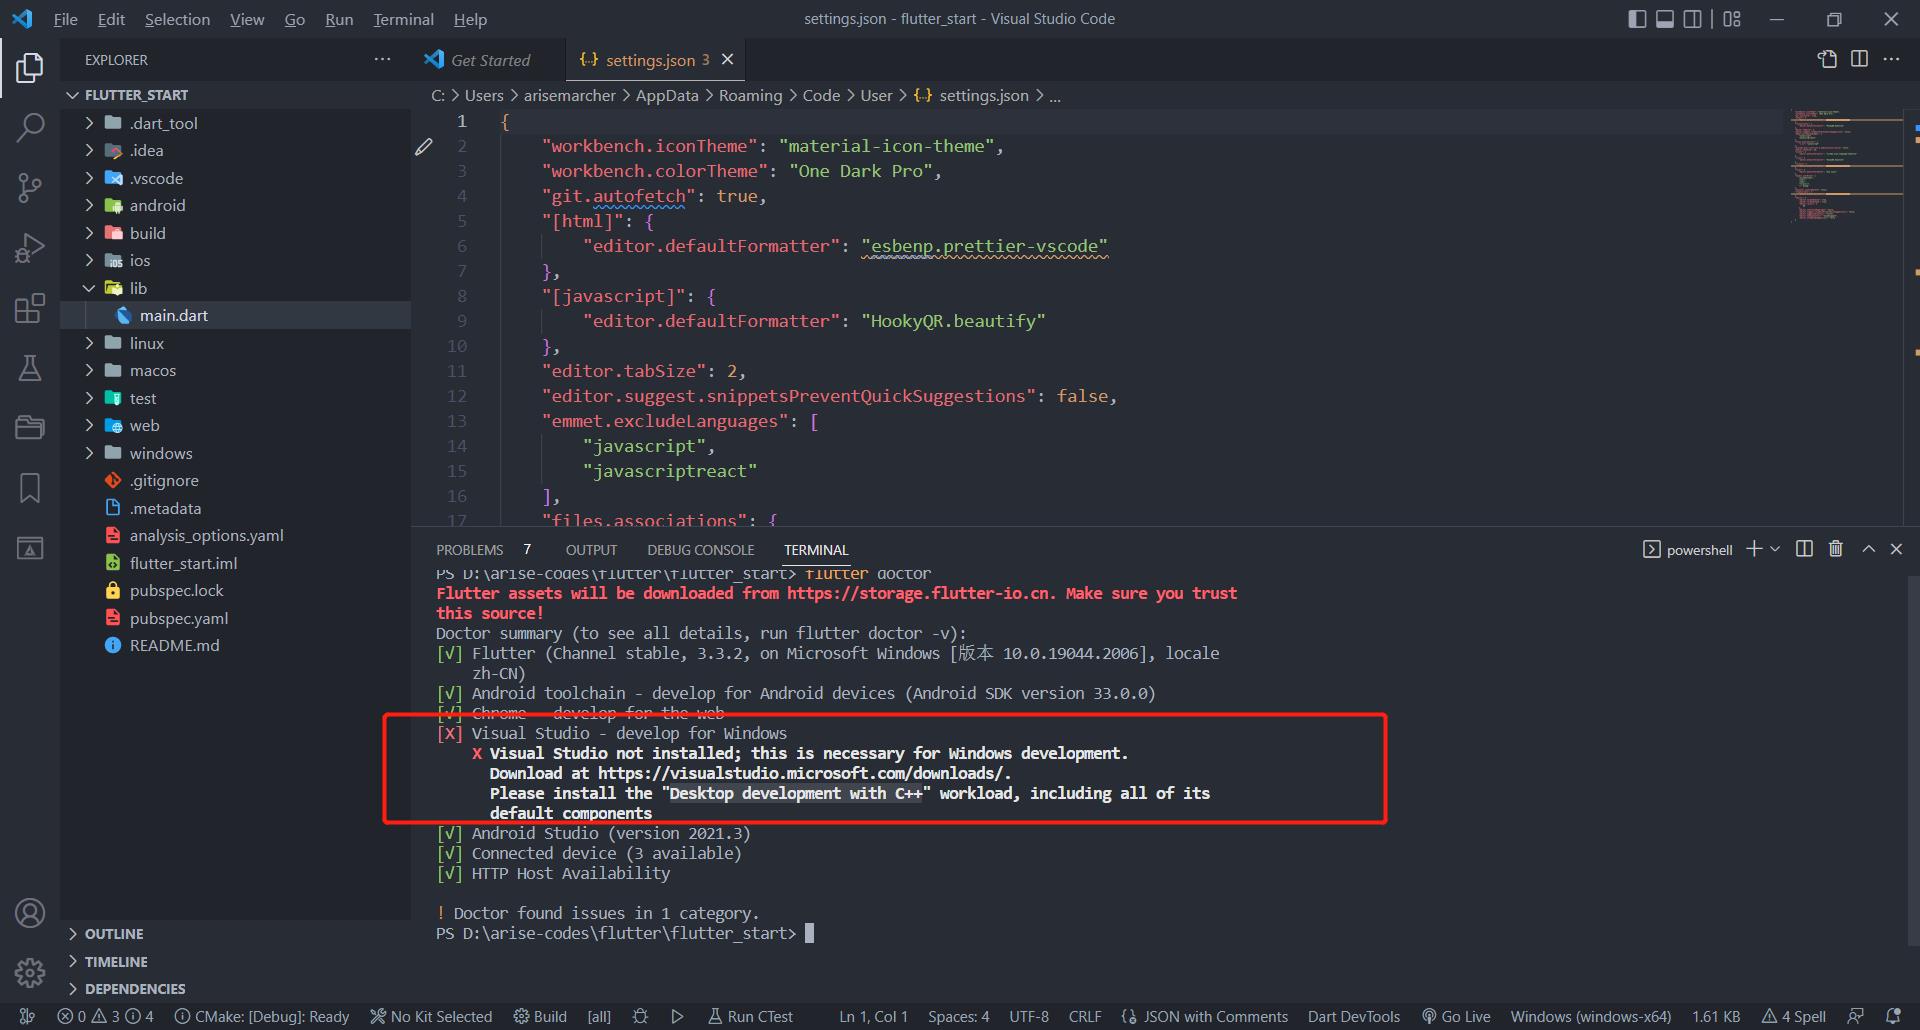 File Edit Selection View Go Run Terminal Help
settings.json - flutter_start - Visual Studio Code
EXPLORER
Get Started
settings.json 3
FLUTTER_START
.dart_tool
.idea
.vscode
android
build
ios
lib
main.dart
linux
macos
test
web
windows
.gitignore
.metadata
analysis_options.yaml
flutter_start.iml
pubspec.lock
pubspec.yaml
README.md
OUTLINE
TIMELINE
DEPENDENCIES
C: > Users > arisemarcher > AppData > Roaming > Code > User > {} settings.json > ...
1 {
2 "workbench.iconTheme": "material-icon-theme",
3 "workbench.colorTheme": "One Dark Pro",
4 "git.autofetch": true,
5 "[html]": {
6 "editor.defaultFormatter": "esbenp.prettier-vscode"
7 },
8 "[javascript]": {
9 "editor.defaultFormatter": "HookyQR.beautify"
10 },
11 "editor.tabSize": 2,
12 "editor.suggest.snippetsPreventQuickSuggestions": false,
13 "emmet.excludeLanguages": [
14 "javascript",
15 "javascriptreact"
16 ],
17 "files.associations": {
PROBLEMS 7 OUTPUT DEBUG CONSOLE TERMINAL
powershell
PS D:\arise-codes\flutter\flutter_start> flutter doctor
Flutter assets will be downloaded from https://storage.flutter-io.cn. Make sure you trust
this source!
Doctor summary (to see all details, run flutter doctor -v):
[√] Flutter (Channel stable, 3.3.2, on Microsoft Windows [版本 10.0.19044.2006], locale
zh-CN)
[√] Android toolchain - develop for Android devices (Android SDK version 33.0.0)
[√] Chrome - develop for the web
[X] Visual Studio - develop for Windows
X Visual Studio not installed; this is necessary for Windows development.
Download at https://visualstudio.microsoft.com/downloads/.
Please install the "Desktop development with C++" workload, including all of its
default components
[√] Android Studio (version 2021.3)
[√] Connected device (3 available)
[√] HTTP Host Availability
! Doctor found issues in 1 category.
PS D:\arise-codes\flutter\flutter_start>
0 3 4 CMake: [Debug]: Ready No Kit Selected Build [all] Run CTest Ln 1, Col 1 Spaces: 4 UTF-8 CRLF {} JSON with Comments Dart DevTools Go Live Windows (windows-x64) 1.61 KB 4 Spell